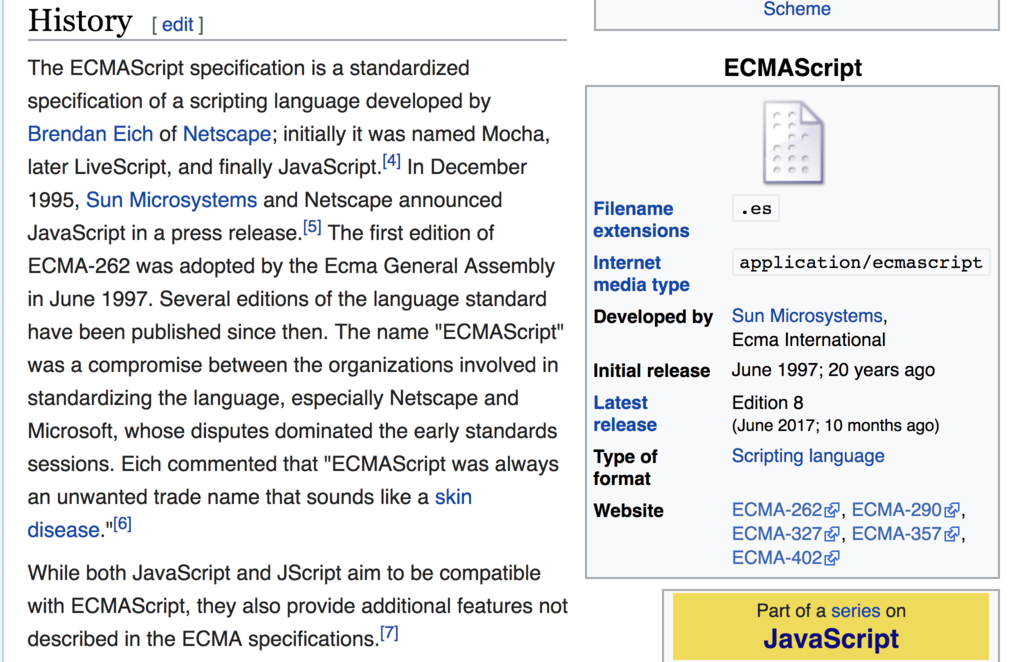 History [ edit ]
The ECMAScript specification is a standardized
specification of a scripting language developed by
Brendan Eich of Netscape; initially it was named Mocha,
later LiveScript, and finally JavaScript.[4] In December
1995, Sun Microsystems and Netscape announced
JavaScript in a press release.[5] The first edition of
ECMA-262 was adopted by the Ecma General Assembly
in June 1997. Several editions of the language standard
have been published since then. The name "ECMAScript"
was a compromise between the organizations involved in
standardizing the language, especially Netscape and
Microsoft, whose disputes dominated the early standards
sessions. Eich commented that "ECMAScript was always
an unwanted trade name that sounds like a skin
disease."[6]
While both JavaScript and JScript aim to be compatible
with ECMAScript, they also provide additional features not
described in the ECMA specifications.[7]
Scheme
ECMAScript
Filename .es
extensions
Internet application/ecmascript
media type
Developed by Sun Microsystems,
Ecma International
Initial release June 1997; 20 years ago
Latest Edition 8
release (June 2017; 10 months ago)
Type of Scripting language
format
Website ECMA-262, ECMA-290,
ECMA-327, ECMA-357,
ECMA-402
Part of a series on
JavaScript